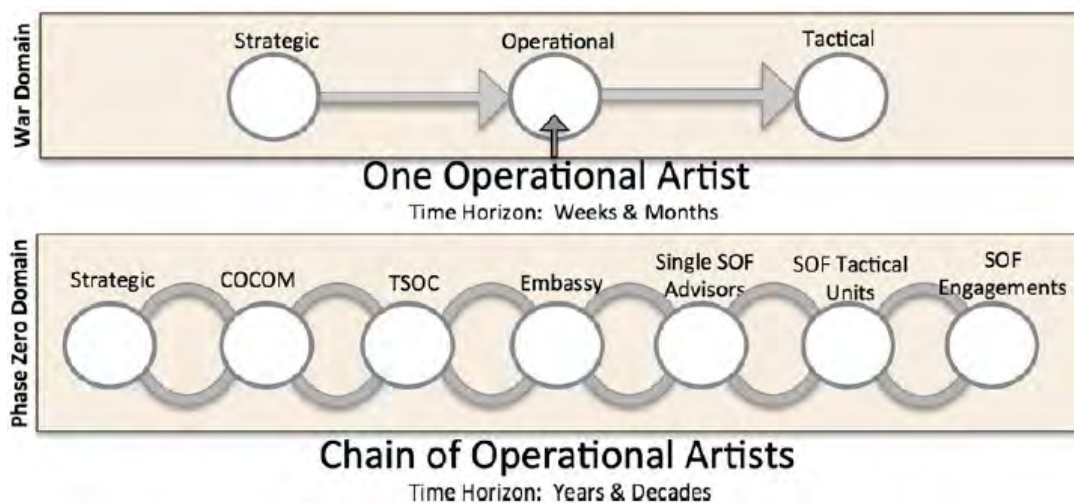 War Domain
Strategic
Operational
Tactical
One Operational Artist
Time Horizon: Weeks & Months
Phase Zero Domain
Strategic
COCOM
TSOC
Embassy
Single SOF
Advisors
SOF Tactical
Units
SOF
Engagements
Chain of Operational Artists
Time Horizon: Years & Decades